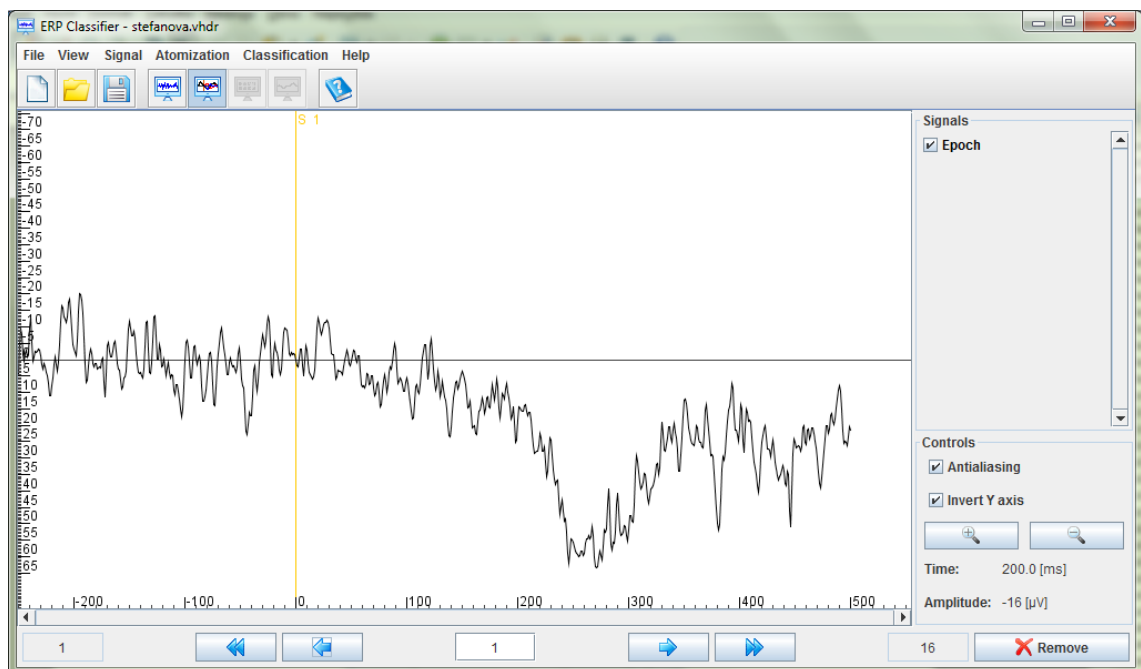 ERP Classifier - stefanova.vhdr
File View Signal Atomization Classification Help
S 1
-70
-65
-60
-55
-50
-45
-40
-35
-30
-25
-20
-15
-10
-5
5
10
15
20
25
30
35
40
45
50
55
60
65
-200 -100 0 100 200 300 400 500
Signals
Epoch
Controls
Antialiasing
Invert Y axis
Time: 200.0 [ms]
Amplitude: -16 [µV]
1 1 16 Remove